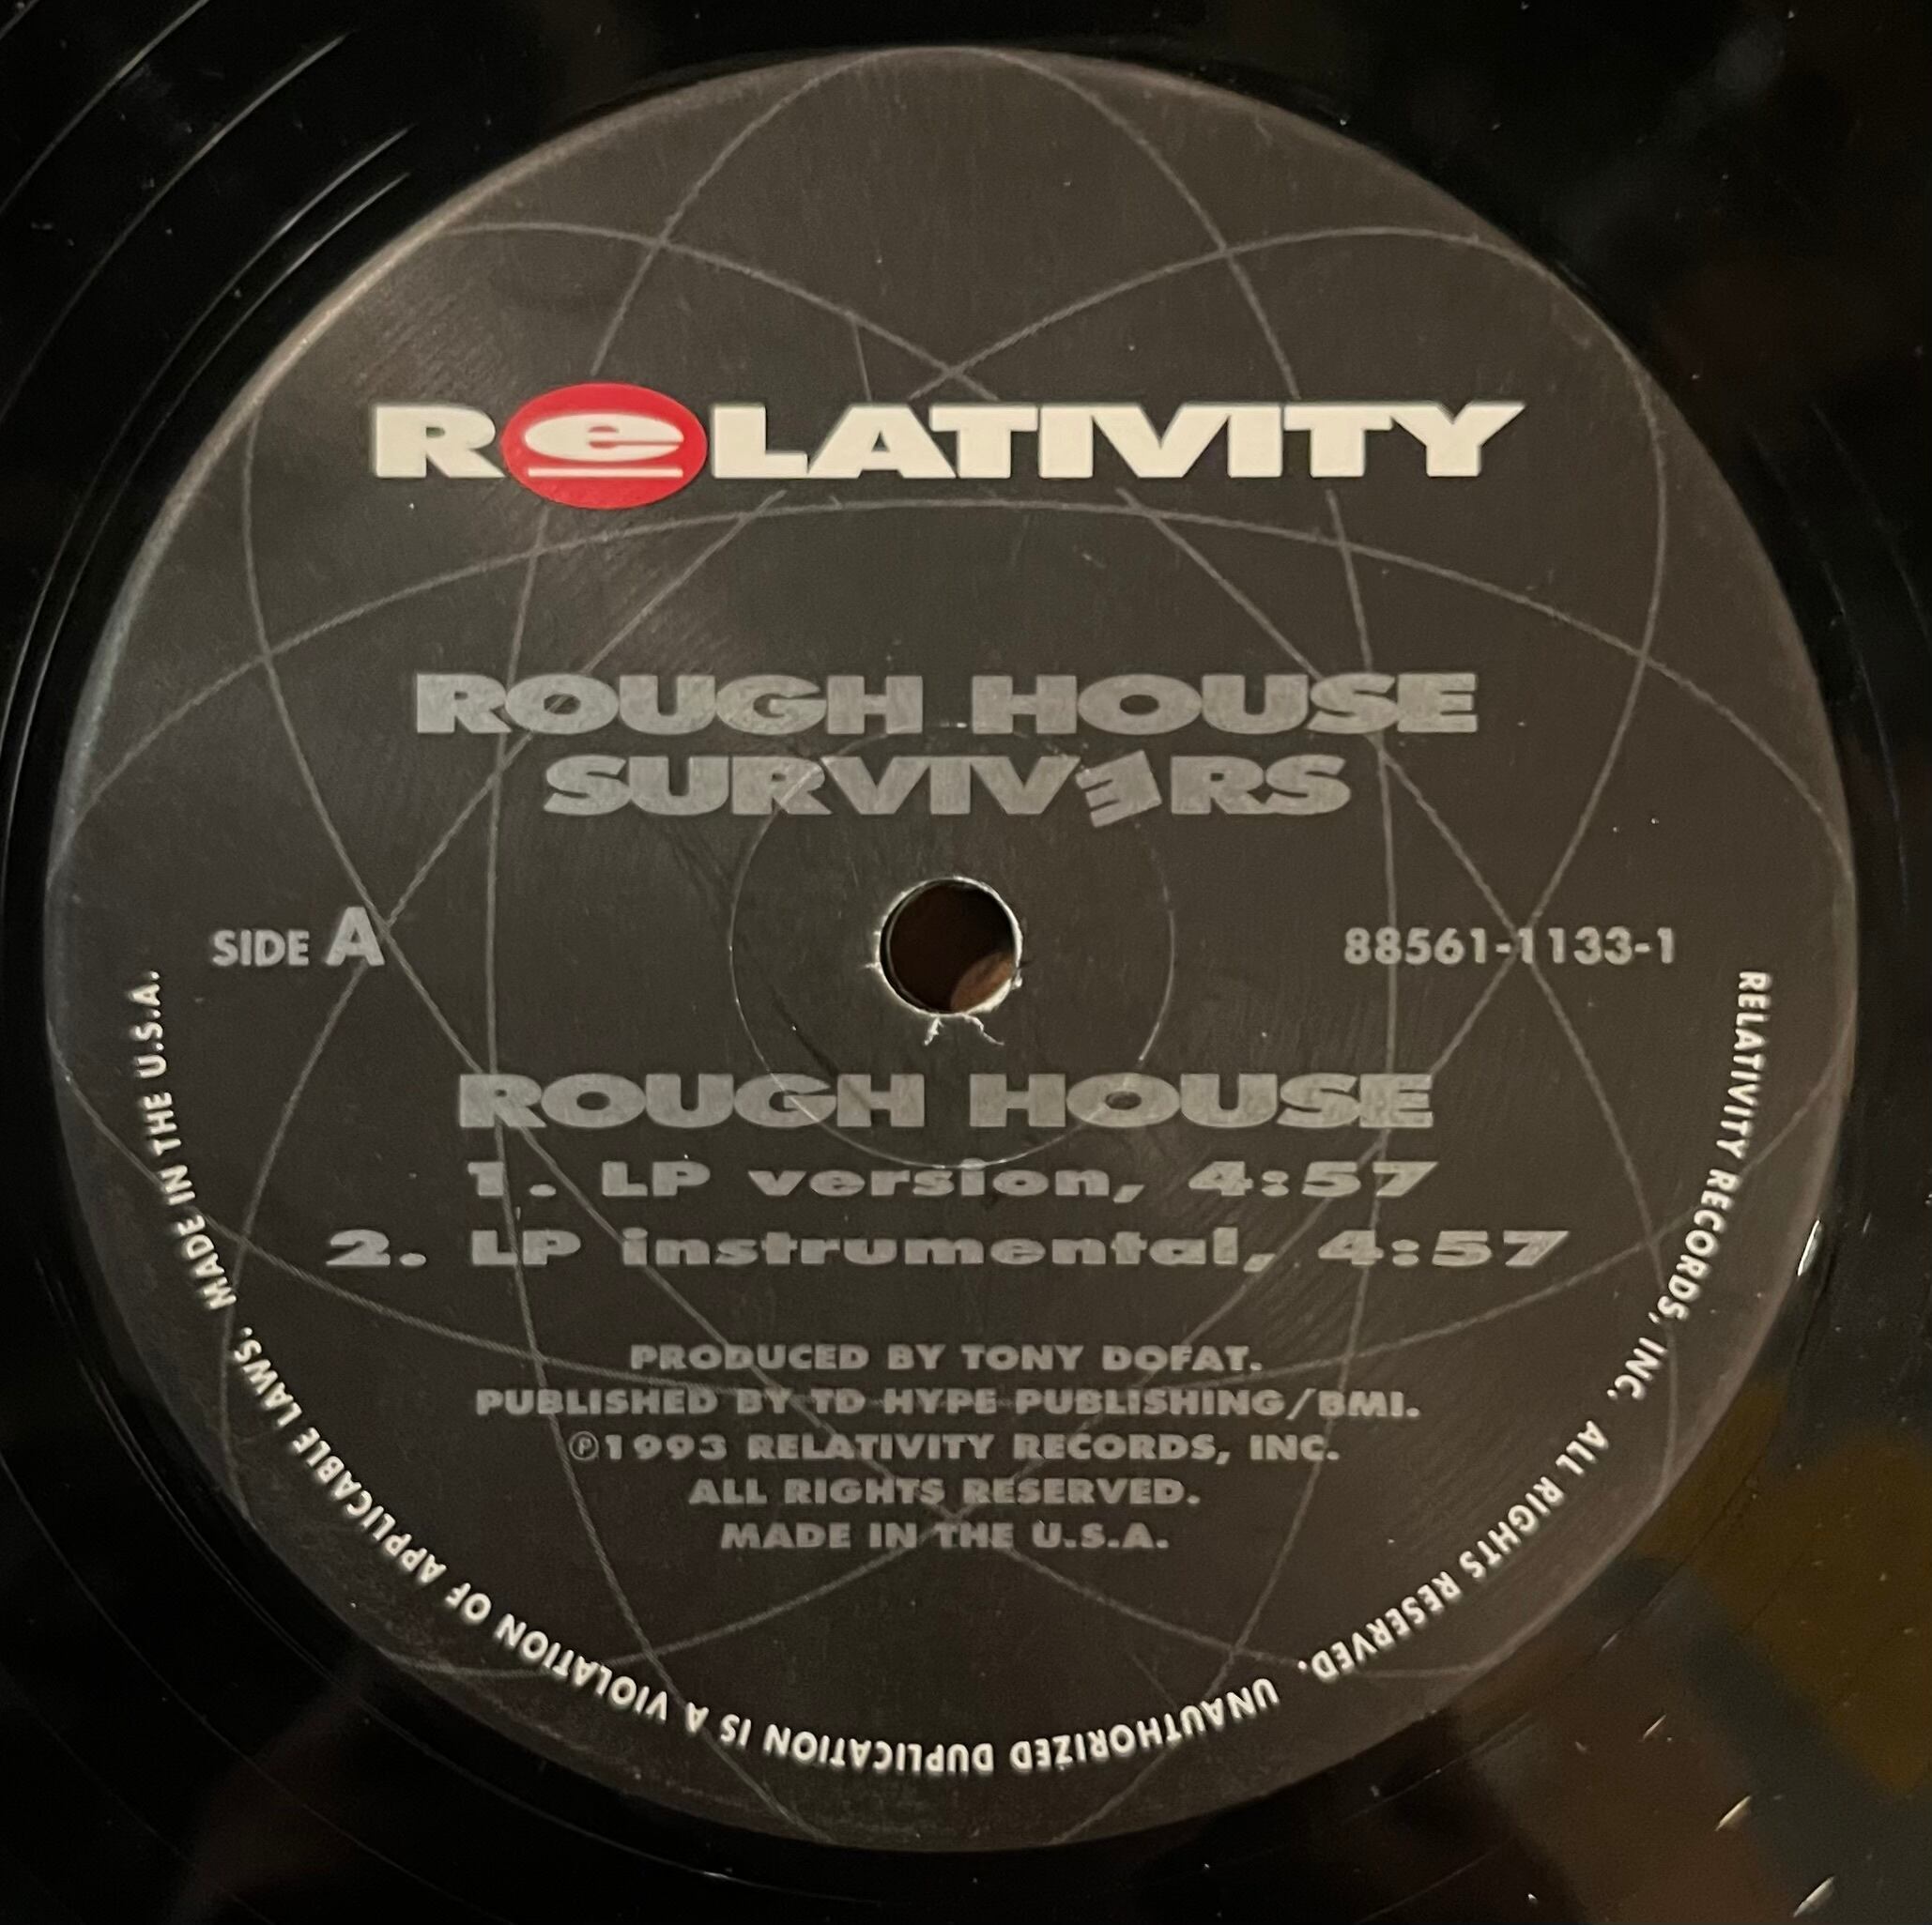 ReLATIVITY
ROUGH HOUSE
SURVIVERS
SIDE A
88561-1133-1
ROUGH HOUSE
1. LP version, 4:57
2. LP instrumental, 4:57
PRODUCED BY TONY DOFAT.
PUBLISHED BY TD HYPE PUBLISHING/BMI.
℗1993 RELATIVITY RECORDS, INC.
ALL RIGHTS RESERVED.
MADE IN THE U.S.A.
RELATIVITY RECORDS, INC. ALL RIGHTS RESERVED. UNAUTHORIZED DUPLICATION IS A VIOLATION OF APPLICABLE LAWS. MADE IN THE U.S.A.